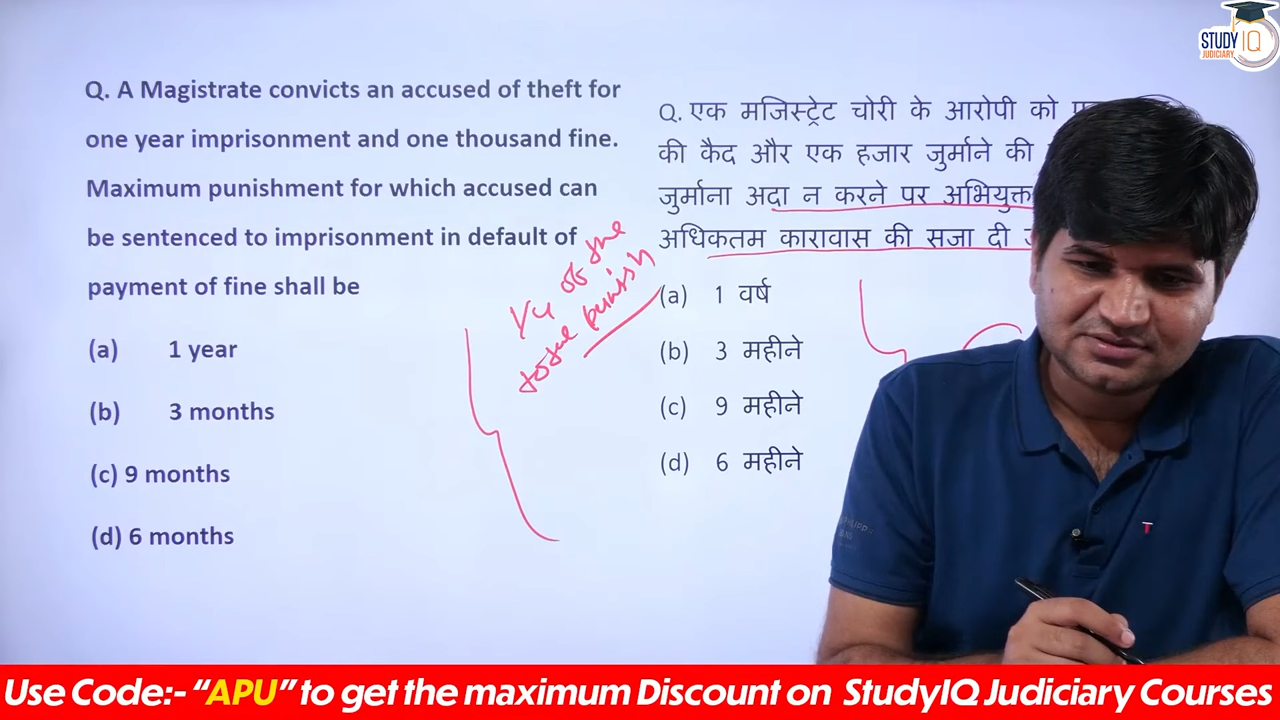 STUDY IQ
JUDICIARY
Q. A Magistrate convicts an accused of theft for
one year imprisonment and one thousand fine.
Maximum punishment for which accused can
be sentenced to imprisonment in default of
payment of fine shall be
(a) 1 year
(b) 3 months
(c) 9 months
(d) 6 months
1/4 of the
punish
Q. एक मजिस्ट्रेट चोरी के आरोपी को
की कैद और एक हजार जुर्माने की
जुर्माना अदा न करने पर अभियुक्त
अधिकतम कारावास की सजा दी
(a) 1 वर्ष
(b) 3 महीने
(c) 9 महीने
(d) 6 महीने
T
Use Code:- “APU” to get the maximum Discount on StudyIQ Judiciary Courses